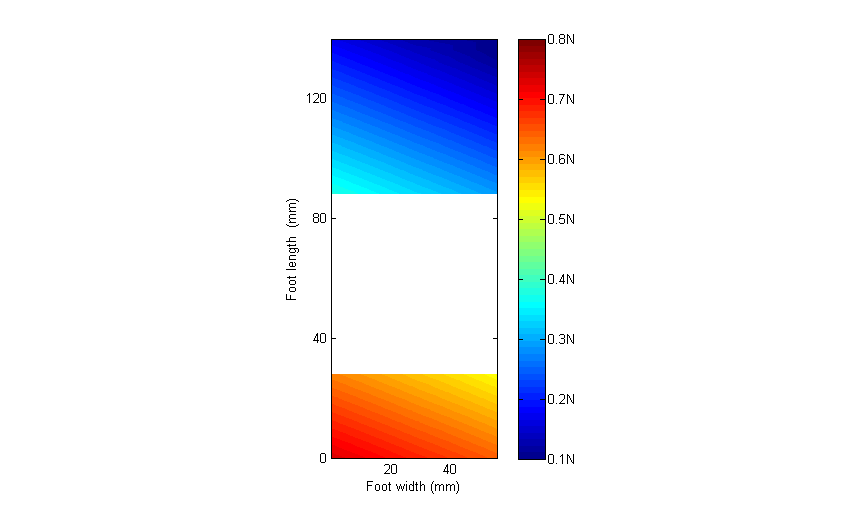 120
80
40
0
20 40
Foot width (mm)
Foot length (mm)
0.8N
0.7N
0.6N
0.5N
0.4N
0.3N
0.2N
0.1N